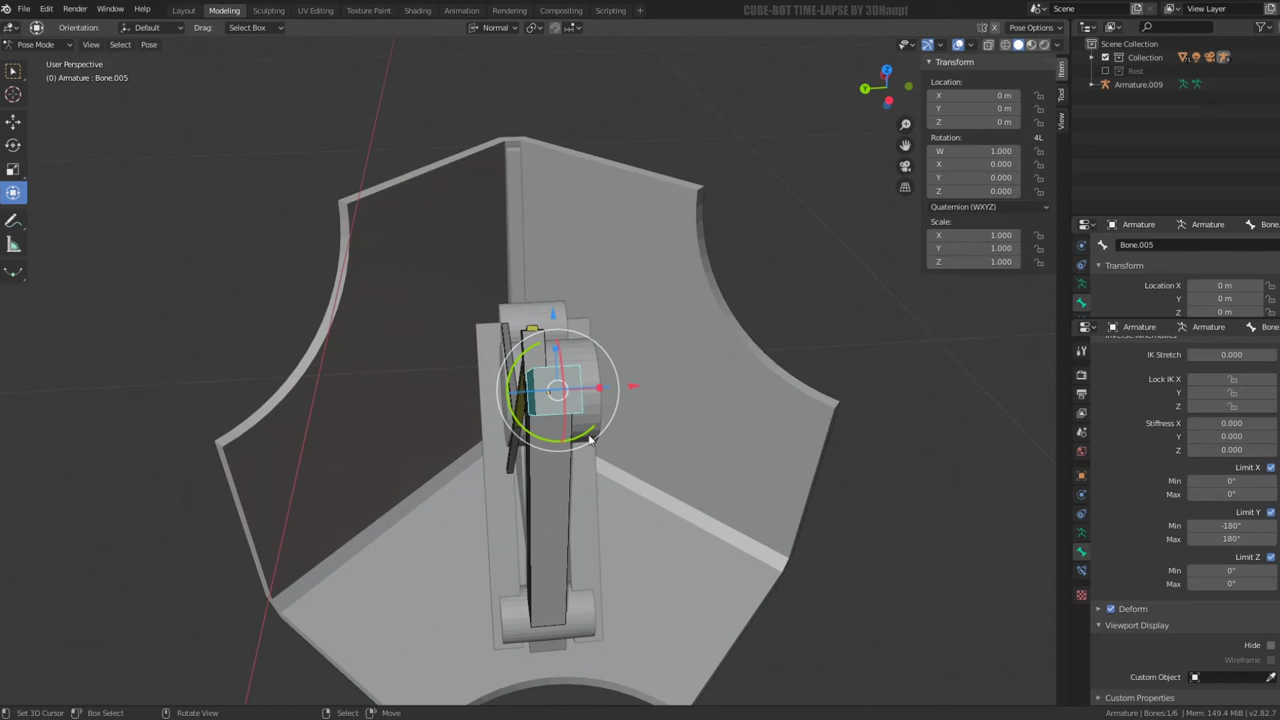 File Edit Render Window Help Layout Modeling Sculpting UV Editing Texture Paint Shading Animation Rendering Compositing Scripting CUBE-BOT TIME-LAPSE BY 3DHaupt Scene View Layer
Orientation: Default Drag: Select Box Normal Pose Options
Pose Mode View Select Pose
User Perspective
(0) Armature : Bone.005
Z
Y
Transform
Location:
X 0 m
Y 0 m
Z 0 m
Rotation: 4L
W 1.000
X 0.000
Y 0.000
Z 0.000
Quaternion (WXYZ)
Scale:
X 1.000
Y 1.000
Z 1.000
Item
Tool
View
Scene Collection
Collection
Rest
Armature.009
Armature Armature Bone.
Bone.005
Transform
Location X 0 m
Y 0 m
Z 0 m
Armature Armature Bone.
IK Stretch 0.000
Lock IK X
Y
Z
Stiffness X 0.000
Y 0.000
Z 0.000
Limit X
Min 0°
Max 0°
Limit Y
Min -180°
Max 180°
Limit Z
Min 0°
Max 0°
Deform
Viewport Display
Hide
Wireframe
Custom Object
Custom Properties
Set 3D Cursor Box Select Rotate View Select Move Armature | Bones:1/6 | Mem: 149.4 MiB | v2.82.7